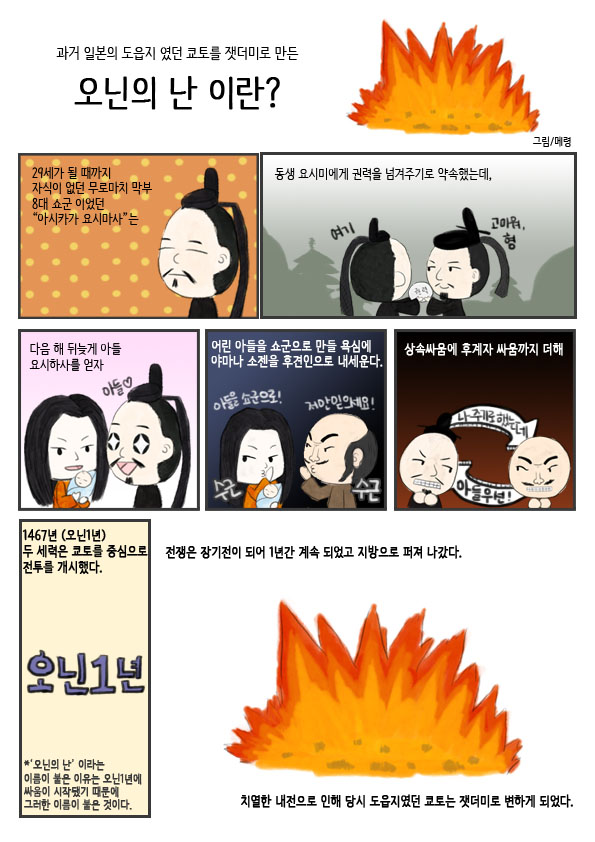 과거 일본의 도읍지 였던 쿄토를 잿더미로 만든
오닌의 난 이란?
그림/메령
29세가 될 때까지
자식이 없던 무로마치 막부
8대 쇼군 이었던
“아시카가 요시마사”는
동생 요시미에게 권력을 넘겨주기로 약속했는데,
여기
고마워,
형
권력
다음 해 뒤늦게 아들
요시하사를 얻자
아들♡
어린 아들을 쇼군으로 만들 욕심에
야마나 소젠을 후견인으로 내세운다.
아들을 쇼군으로!
저만 믿으세요!
수군
수군
상속싸움에 후계자 싸움까지 더해
나 주기로 했는데
아들우선!
1467년 (오닌1년)
두 세력은 쿄토를 중심으로
전투를 개시했다.
오닌1년
*‘오닌의 난’ 이라는
이름이 붙은 이유는 오닌1년에
싸움이 시작됐기 때문에
그러한 이름이 붙은 것이다.
전쟁은 장기전이 되어 1년간 계속 되었고 지방으로 퍼져 나갔다.
치열한 내전으로 인해 당시 도읍지였던 쿄토는 잿더미로 변하게 되었다.